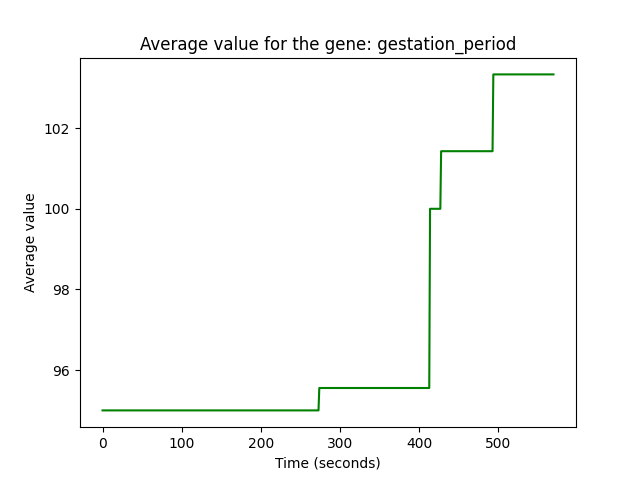 Average value for the gene: gestation_period
102
100
98
96
Average value
0 100 200 300 400 500
Time (seconds)